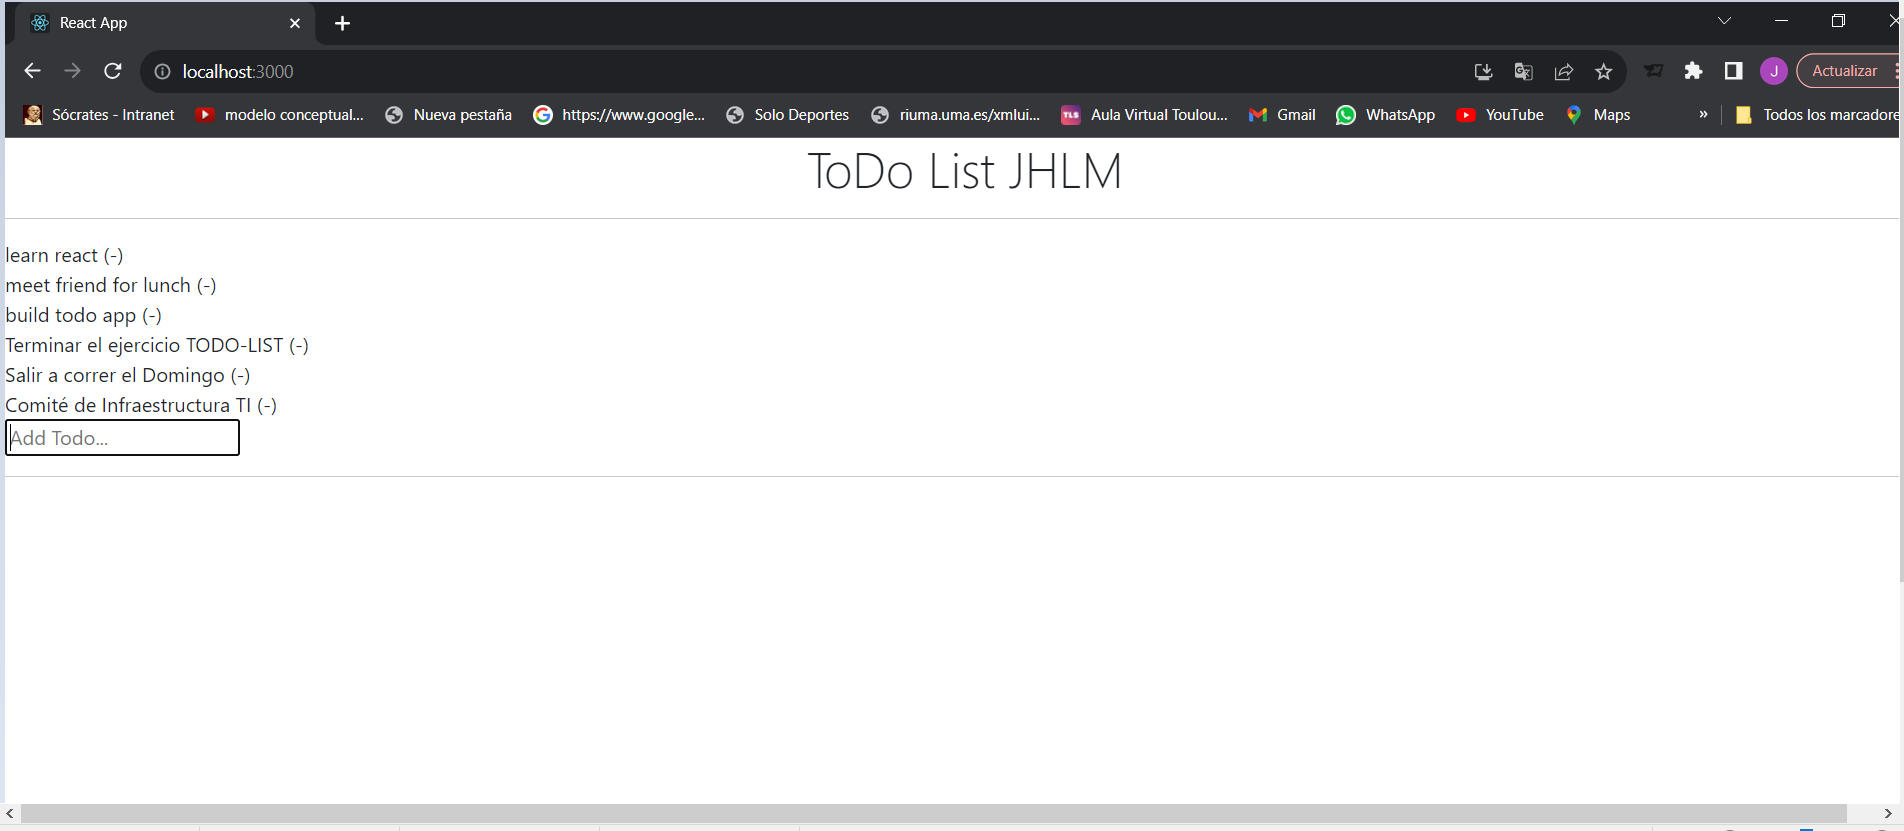 React App
localhost:3000
J
Actualizar
Sócrates - Intranet
modelo conceptual...
Nueva pestaña
https://www.google...
Solo Deportes
riuma.uma.es/xmlui...
TLS
Aula Virtual Toulou...
Gmail
WhatsApp
YouTube
Maps
»
Todos los marcadore
ToDo List JHLM
learn react (-)
meet friend for lunch (-)
build todo app (-)
Terminar el ejercicio TODO-LIST (-)
Salir a correr el Domingo (-)
Comité de Infraestructura TI (-)
Add Todo...